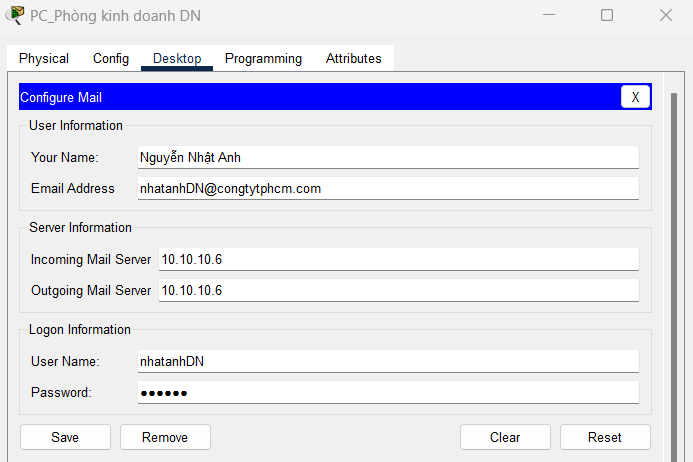 PC_Phòng kinh doanh DN
Physical Config Desktop Programming Attributes
Configure Mail X
User Information
Your Name: Nguyễn Nhật Anh
Email Address nhatanhDN@congtytphcm.com
Server Information
Incoming Mail Server 10.10.10.6
Outgoing Mail Server 10.10.10.6
Logon Information
User Name: nhatanhDN
Password: ●●●●●●
Save Remove Clear Reset